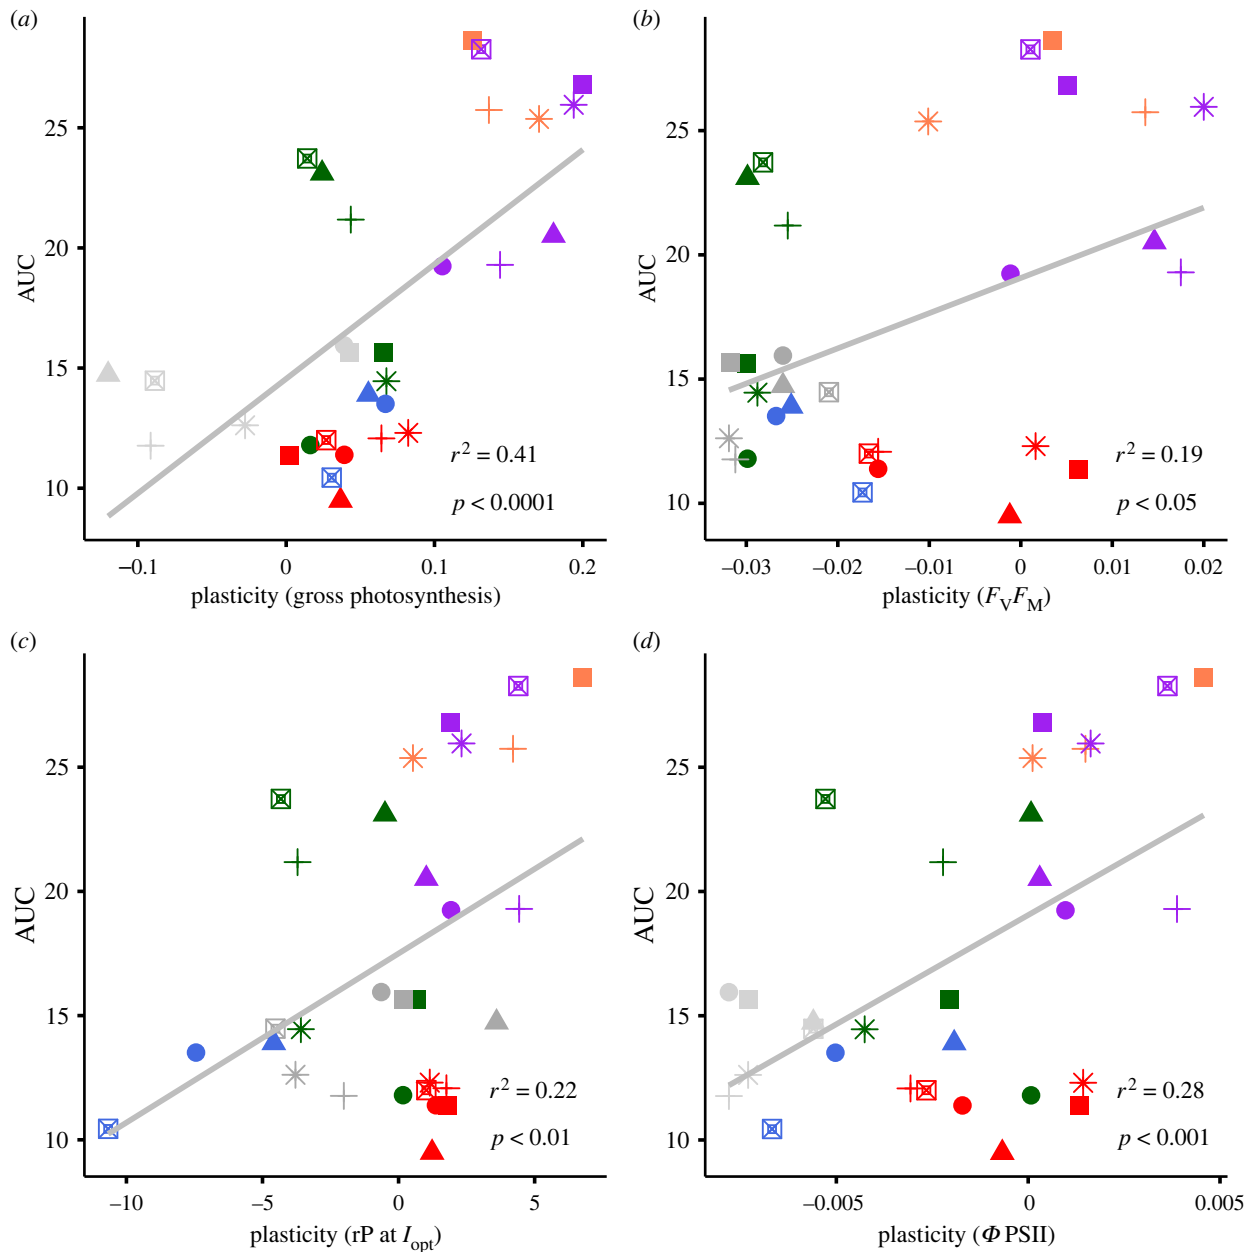 (a)
25
20
15
10
AUC
r² = 0.41
p < 0.0001
−0.1 0 0.1 0.2
plasticity (gross photosynthesis)
(b)
25
20
15
10
AUC
r² = 0.19
p < 0.05
−0.03 −0.02 −0.01 0 0.01 0.02
plasticity (F_V F_M)
(c)
25
20
15
10
AUC
r² = 0.22
p < 0.01
−10 −5 0 5
plasticity (rP at I_opt)
(d)
25
20
15
10
AUC
r² = 0.28
p < 0.001
−0.005 0 0.005
plasticity (Φ PSII)